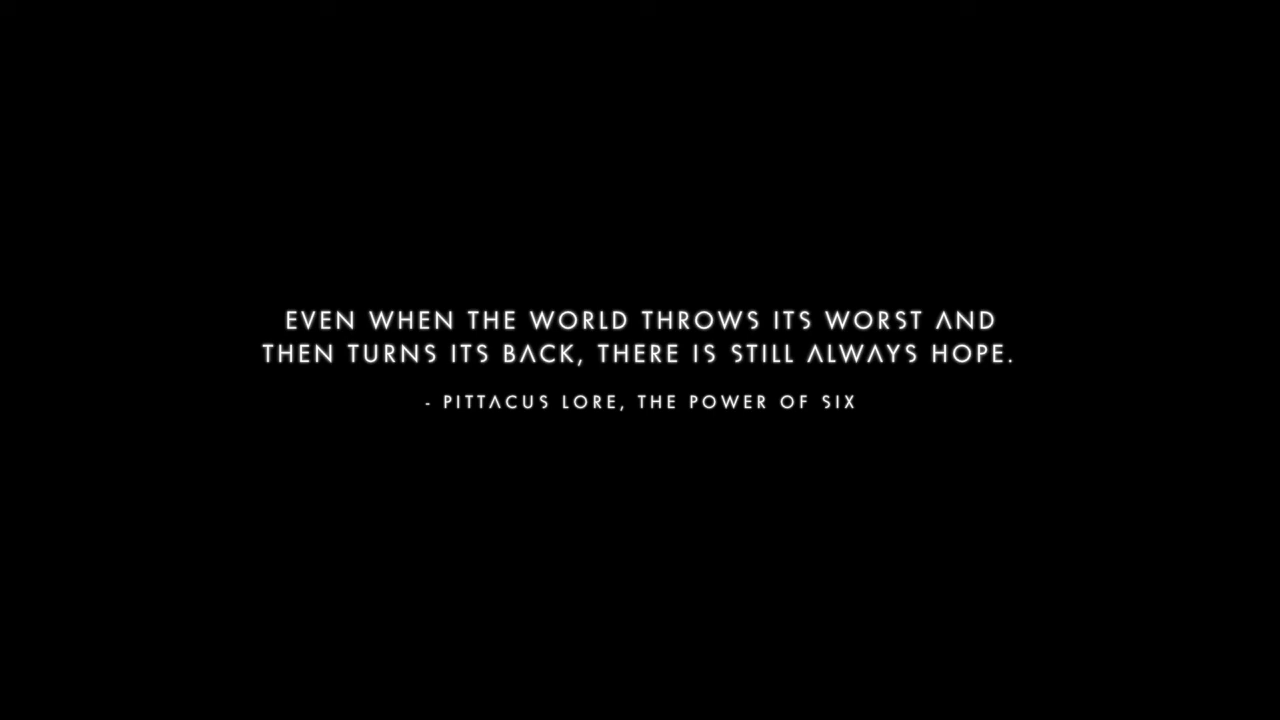 EVEN WHEN THE WORLD THROWS ITS WORST AND
THEN TURNS ITS BACK, THERE IS STILL ALWAYS HOPE.
- PITTACUS LORE, THE POWER OF SIX